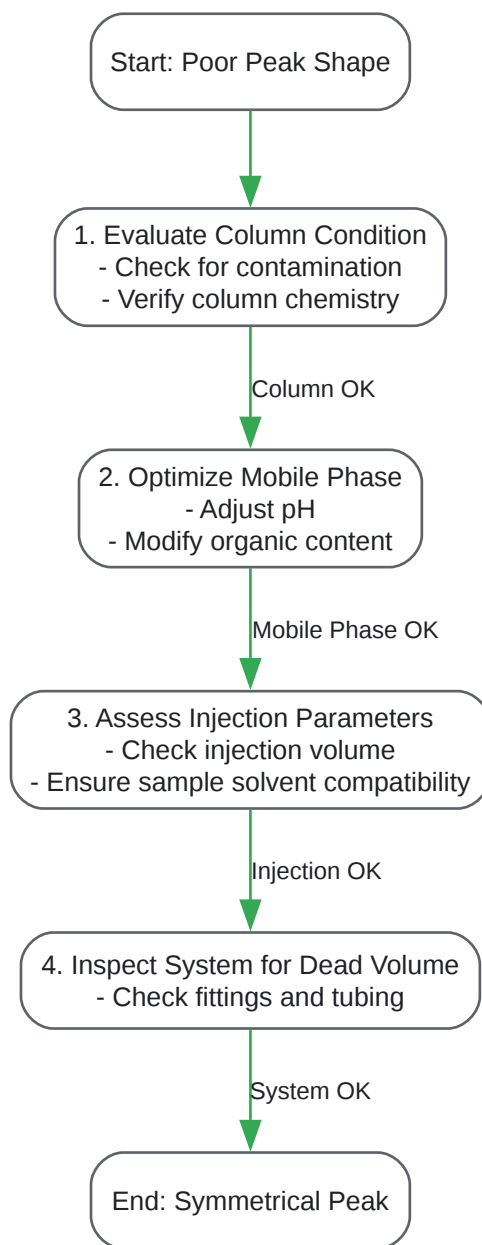 Start: Poor Peak Shape
1. Evaluate Column Condition
- Check for contamination
- Verify column chemistry
Column OK
2. Optimize Mobile Phase
- Adjust pH
- Modify organic content
Mobile Phase OK
3. Assess Injection Parameters
- Check injection volume
- Ensure sample solvent compatibility
Injection OK
4. Inspect System for Dead Volume
- Check fittings and tubing
System OK
End: Symmetrical Peak